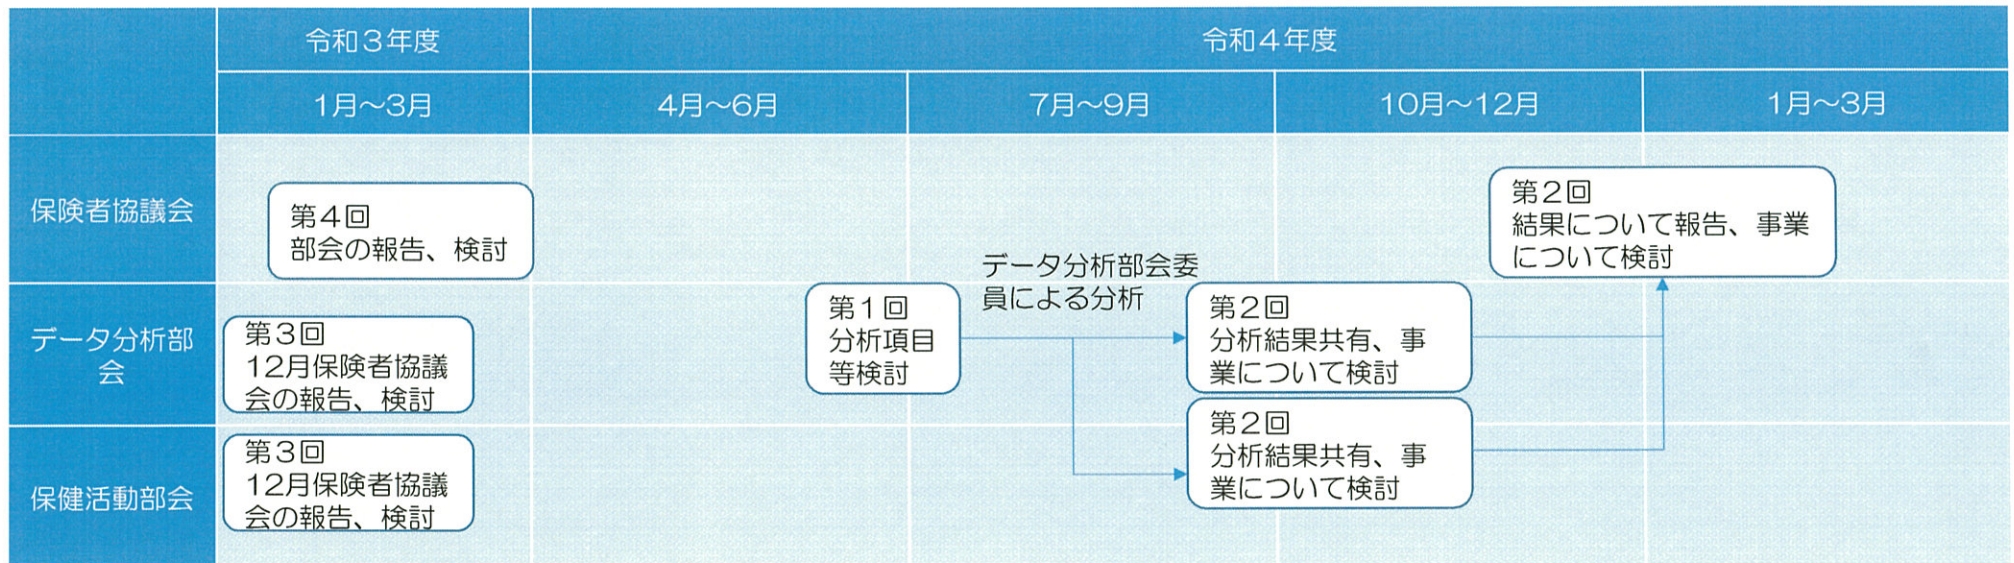 令和３年度
令和４年度
1月～3月
4月～6月
7月～9月
10月～12月
1月～3月
保険者協議会
第４回
部会の報告、検討
第２回
結果について報告、事業
について検討
データ分析部
会
第３回
12月保険者協議
会の報告、検討
第１回
分析項目
等検討
データ分析部会委
員による分析
第２回
分析結果共有、事
業について検討
保健活動部会
第３回
12月保険者協議
会の報告、検討
第２回
分析結果共有、事
業について検討